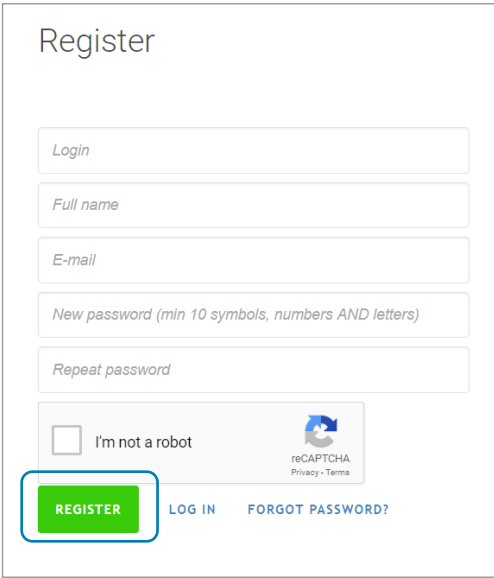 Register
Login
Full name
E-mail
New password (min 10 symbols, numbers AND letters)
Repeat password
I'm not a robot
reCAPTCHA
Privacy - Terms
REGISTER LOG IN FORGOT PASSWORD?